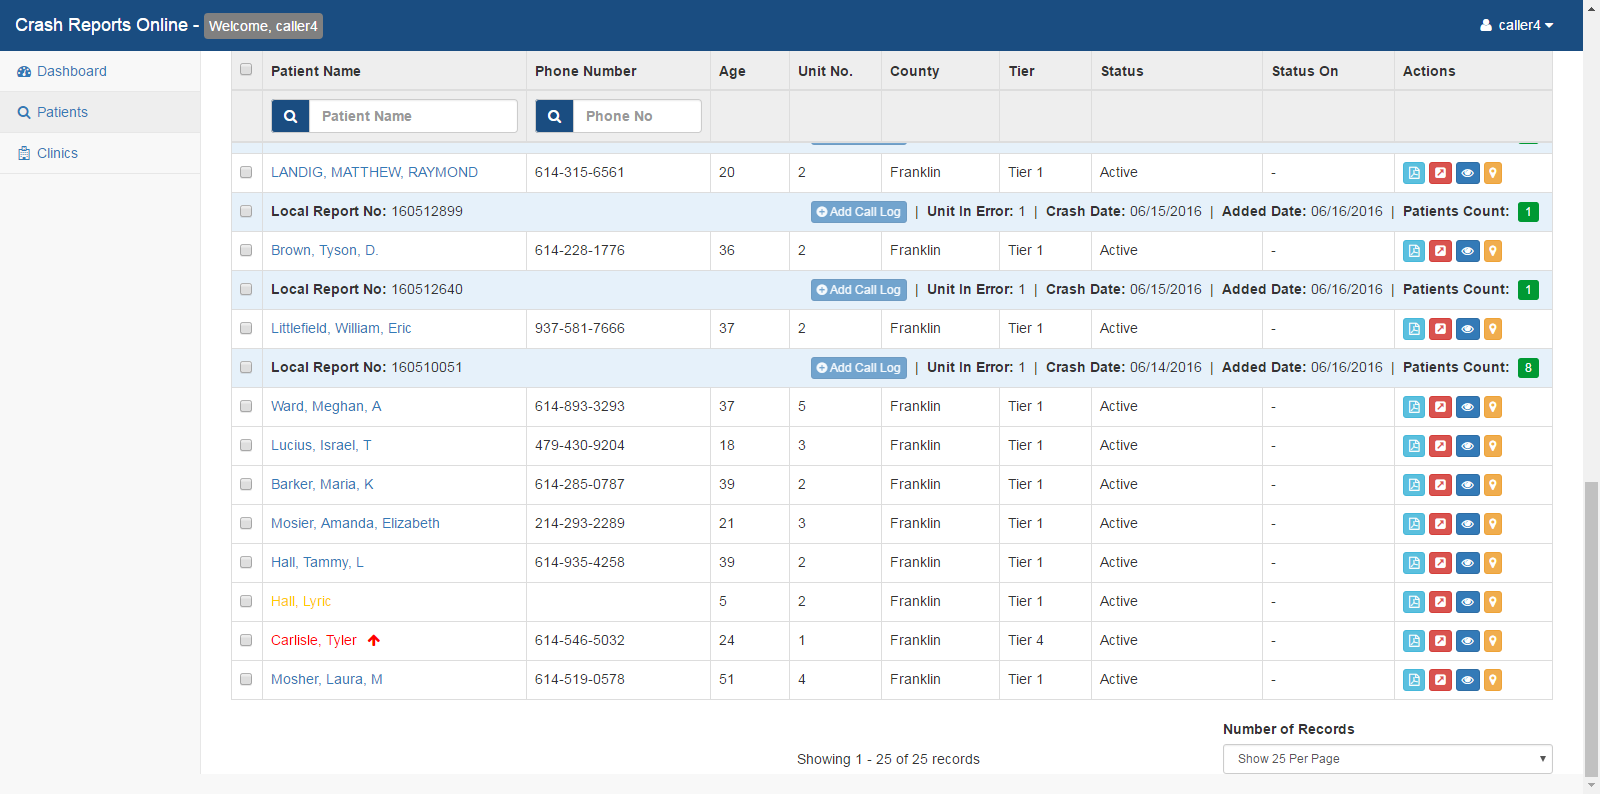 Crash Reports Online - Welcome, caller4
caller4
Dashboard
Patients
Clinics
Patient Name Phone Number Age Unit No. County Tier Status Status On Actions
Patient Name Phone No
LANDIG, MATTHEW, RAYMOND 614-315-6561 20 2 Franklin Tier 1 Active -
Local Report No: 160512899 Add Call Log | Unit In Error: 1 | Crash Date: 06/15/2016 | Added Date: 06/16/2016 | Patients Count: 1
Brown, Tyson, D. 614-228-1776 36 2 Franklin Tier 1 Active -
Local Report No: 160512640 Add Call Log | Unit In Error: 1 | Crash Date: 06/15/2016 | Added Date: 06/16/2016 | Patients Count: 1
Littlefield, William, Eric 937-581-7666 37 2 Franklin Tier 1 Active -
Local Report No: 160510051 Add Call Log | Unit In Error: 1 | Crash Date: 06/14/2016 | Added Date: 06/16/2016 | Patients Count: 8
Ward, Meghan, A 614-893-3293 37 5 Franklin Tier 1 Active -
Lucius, Israel, T 479-430-9204 18 3 Franklin Tier 1 Active -
Barker, Maria, K 614-285-0787 39 2 Franklin Tier 1 Active -
Mosier, Amanda, Elizabeth 214-293-2289 21 3 Franklin Tier 1 Active -
Hall, Tammy, L 614-935-4258 39 2 Franklin Tier 1 Active -
Hall, Lyric 5 2 Franklin Tier 1 Active -
Carlisle, Tyler 614-546-5032 24 1 Franklin Tier 4 Active -
Mosher, Laura, M 614-519-0578 51 4 Franklin Tier 1 Active -
Number of Records
Showing 1 - 25 of 25 records
Show 25 Per Page